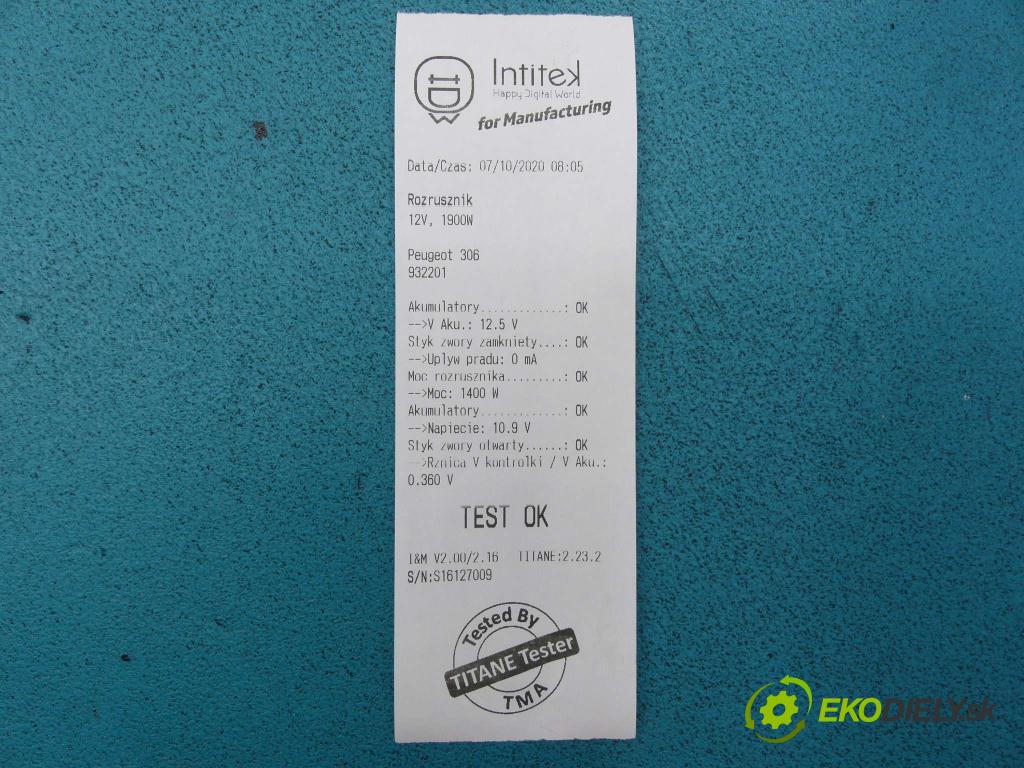 Intitek
Happy Digital World
for Manufacturing
Data/Czas: 07/10/2020 08:05
Rozrusznik
12V, 1900W
Peugeot 306
932201
Akumulatory.............: OK
-->V Aku.: 12.5 V
Styk zwory zamkniety....: OK
-->Uplyw pradu: 0 mA
Moc rozrusznika.........: OK
-->Moc: 1400 W
Akumulatory.............: OK
-->Napiecie: 10.9 V
Styk zwory otwarty......: OK
-->Rznica V kontrolki / V Aku.:
0.360 V
TEST OK
I&M V2.00/2.16 TITANE:2.23.2
S/N:S16127009
Tested By
TITANE Tester
TMA
EKODIELY.sk